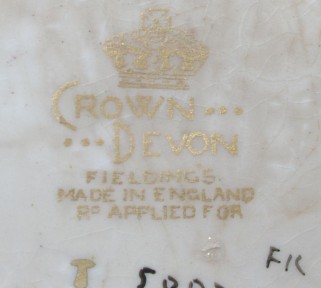 CROWN...
...DEVON
FIELDINGS.
MADE IN ENGLAND
RD APPLIED FOR
FK